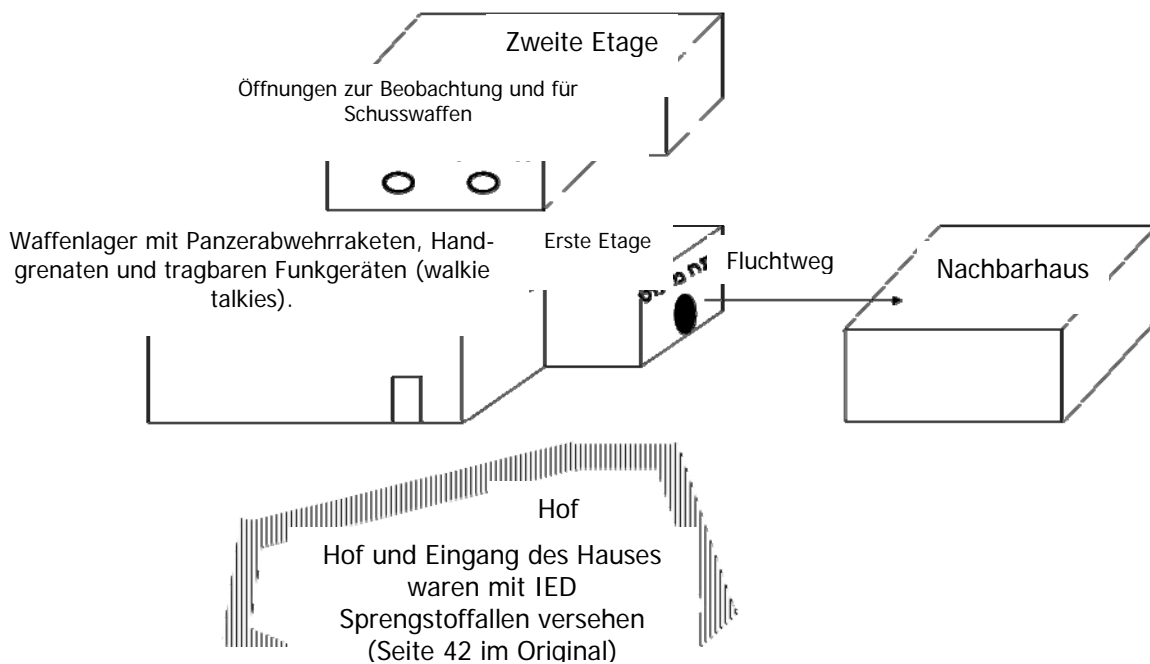 Zweite Etage
Öffnungen zur Beobachtung und für
Schusswaffen
Waffenlager mit Panzerabwehrraketen, Hand-
grenaten und tragbaren Funkgeräten (walkie
talkies).
Erste Etage
Fluchtweg
Nachbarhaus
Hof
Hof und Eingang des Hauses
waren mit IED
Sprengstoffallen versehen
(Seite 42 im Original)